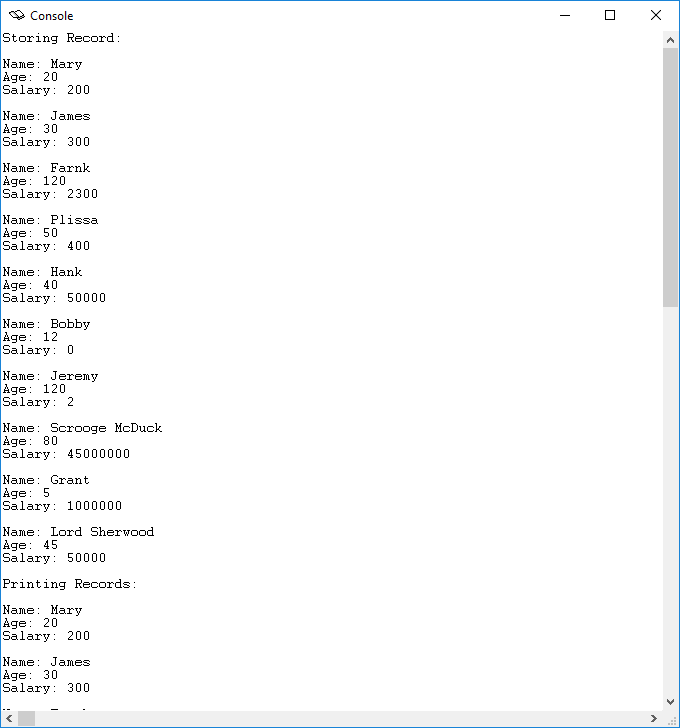 Console
Storing Record:
Name: Mary
Age: 20
Salary: 200
Name: James
Age: 30
Salary: 300
Name: Farnk
Age: 120
Salary: 2300
Name: Plissa
Age: 50
Salary: 400
Name: Hank
Age: 40
Salary: 50000
Name: Bobby
Age: 12
Salary: 0
Name: Jeremy
Age: 120
Salary: 2
Name: Scrooge McDuck
Age: 80
Salary: 45000000
Name: Grant
Age: 5
Salary: 1000000
Name: Lord Sherwood
Age: 45
Salary: 50000
Printing Records:
Name: Mary
Age: 20
Salary: 200
Name: James
Age: 30
Salary: 300